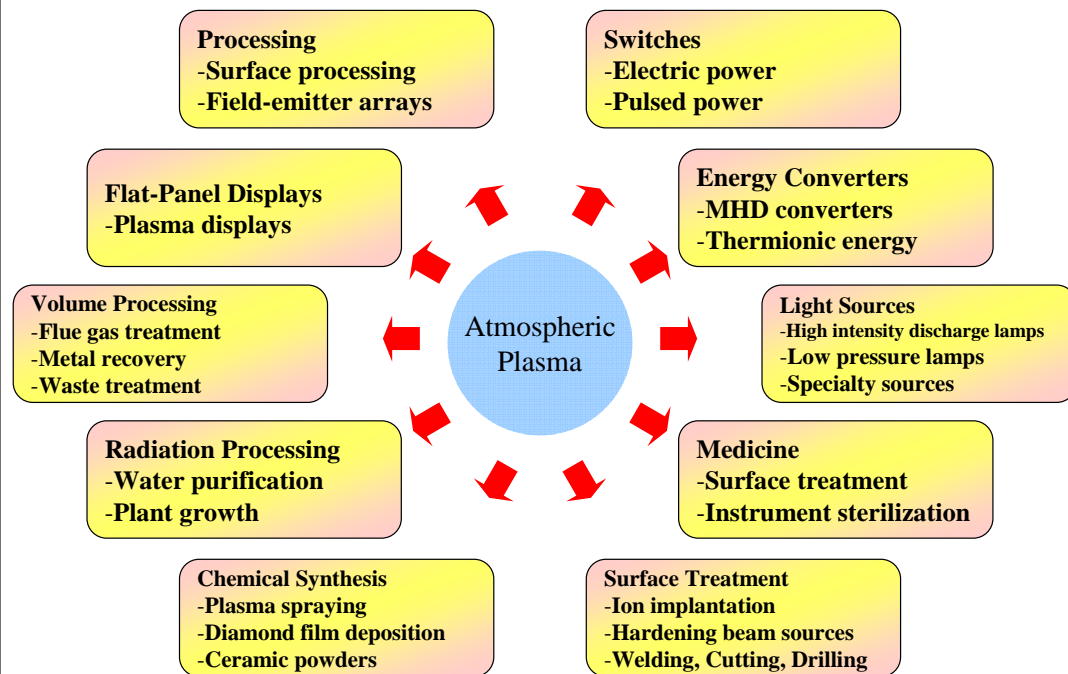 Processing
-Surface processing
-Field-emitter arrays
Switches
-Electric power
-Pulsed power
Flat-Panel Displays
-Plasma displays
Energy Converters
-MHD converters
-Thermionic energy
Volume Processing
-Flue gas treatment
-Metal recovery
-Waste treatment
Atmospheric
Plasma
Light Sources
-High intensity discharge lamps
-Low pressure lamps
-Specialty sources
Radiation Processing
-Water purification
-Plant growth
Medicine
-Surface treatment
-Instrument sterilization
Chemical Synthesis
-Plasma spraying
-Diamond film deposition
-Ceramic powders
Surface Treatment
-Ion implantation
-Hardening beam sources
-Welding, Cutting, Drilling